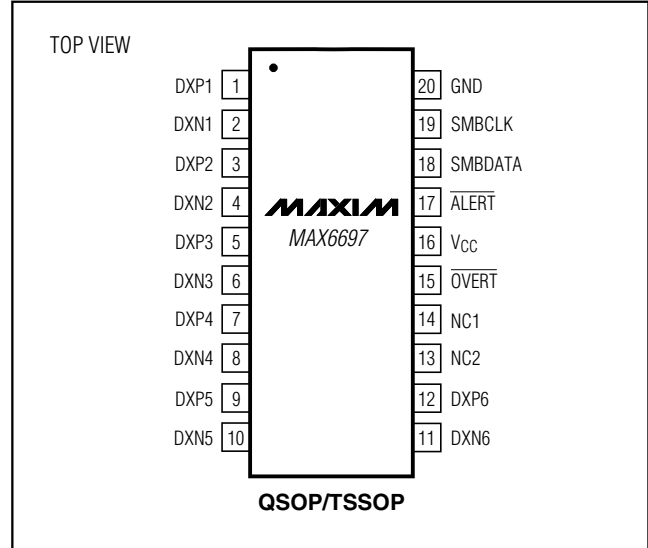 TOP VIEW
DXP1 1 20 GND
DXN1 2 19 SMBCLK
DXP2 3 18 SMBDATA
DXN2 4 MAXIM 17 ALERT
DXP3 5 MAX6697 16 VCC
DXN3 6 15 OVERT
DXP4 7 14 NC1
DXN4 8 13 NC2
DXP5 9 12 DXP6
DXN5 10 11 DXN6
QSOP/TSSOP